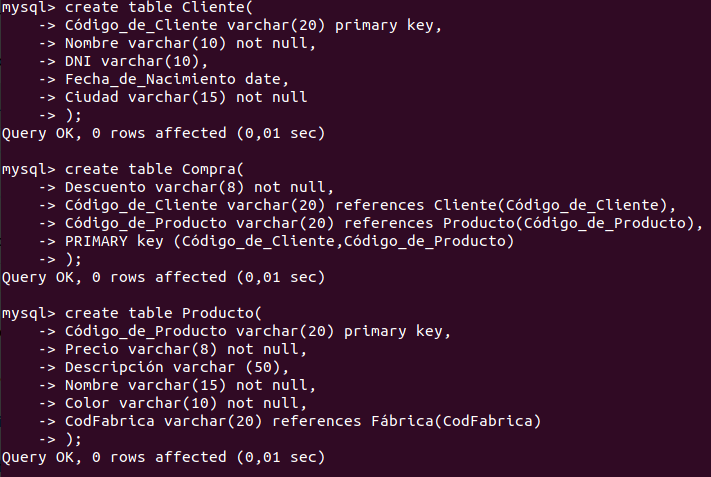 mysql> create table Cliente(
    -> Código_de_Cliente varchar(20) primary key,
    -> Nombre varchar(10) not null,
    -> DNI varchar(10),
    -> Fecha_de_Nacimiento date,
    -> Ciudad varchar(15) not null
    -> );
Query OK, 0 rows affected (0,01 sec)
mysql> create table Compra(
    -> Descuento varchar(8) not null,
    -> Código_de_Cliente varchar(20) references Cliente(Código_de_Cliente),
    -> Código_de_Producto varchar(20) references Producto(Código_de_Producto),
    -> PRIMARY key (Código_de_Cliente,Código_de_Producto)
    -> );
Query OK, 0 rows affected (0,01 sec)
mysql> create table Producto(
    -> Código_de_Producto varchar(20) primary key,
    -> Precio varchar(8) not null,
    -> Descripción varchar (50),
    -> Nombre varchar(15) not null,
    -> Color varchar(10) not null,
    -> CodFabrica varchar(20) references Fábrica(CodFabrica)
    -> );
Query OK, 0 rows affected (0,01 sec)